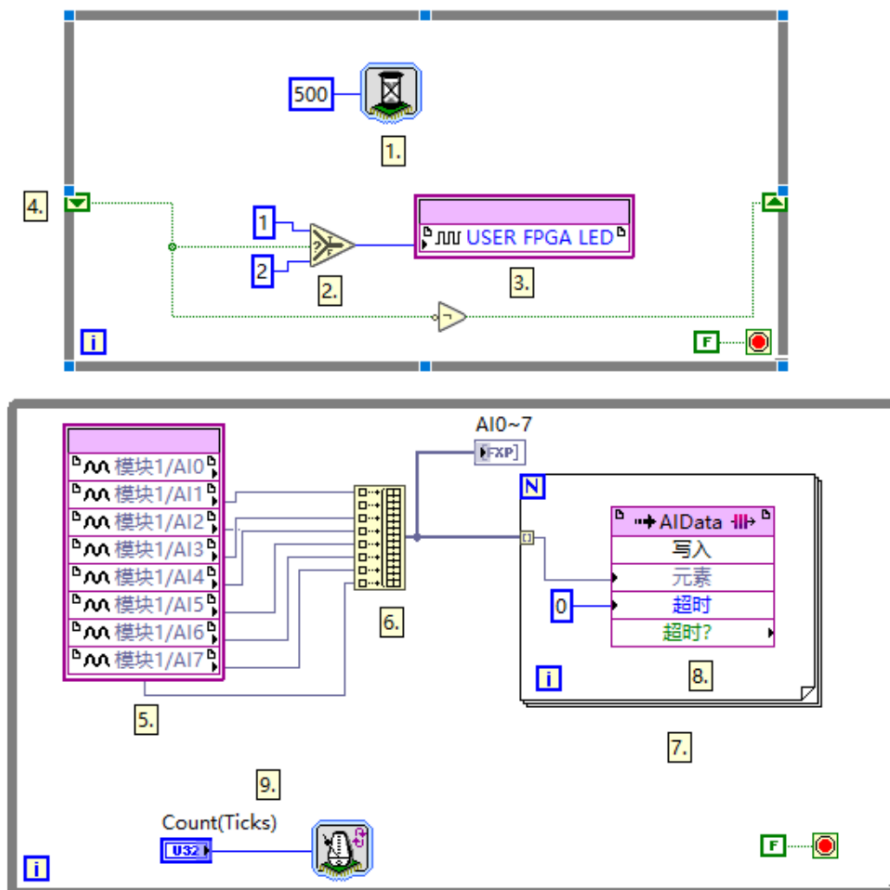 500
1.
4.
1
T
?
F
USER FPGA LED
2
2.
3.
¬
i
F
AI0~7
[FXP]
模块1/AI0
N
模块1/AI1
AIData
模块1/AI2
写入
模块1/AI3
元素
模块1/AI4
0
超时
模块1/AI5
6.
超时?
模块1/AI6
模块1/AI7
i
8.
5.
7.
9.
Count(Ticks)
U32
F
i